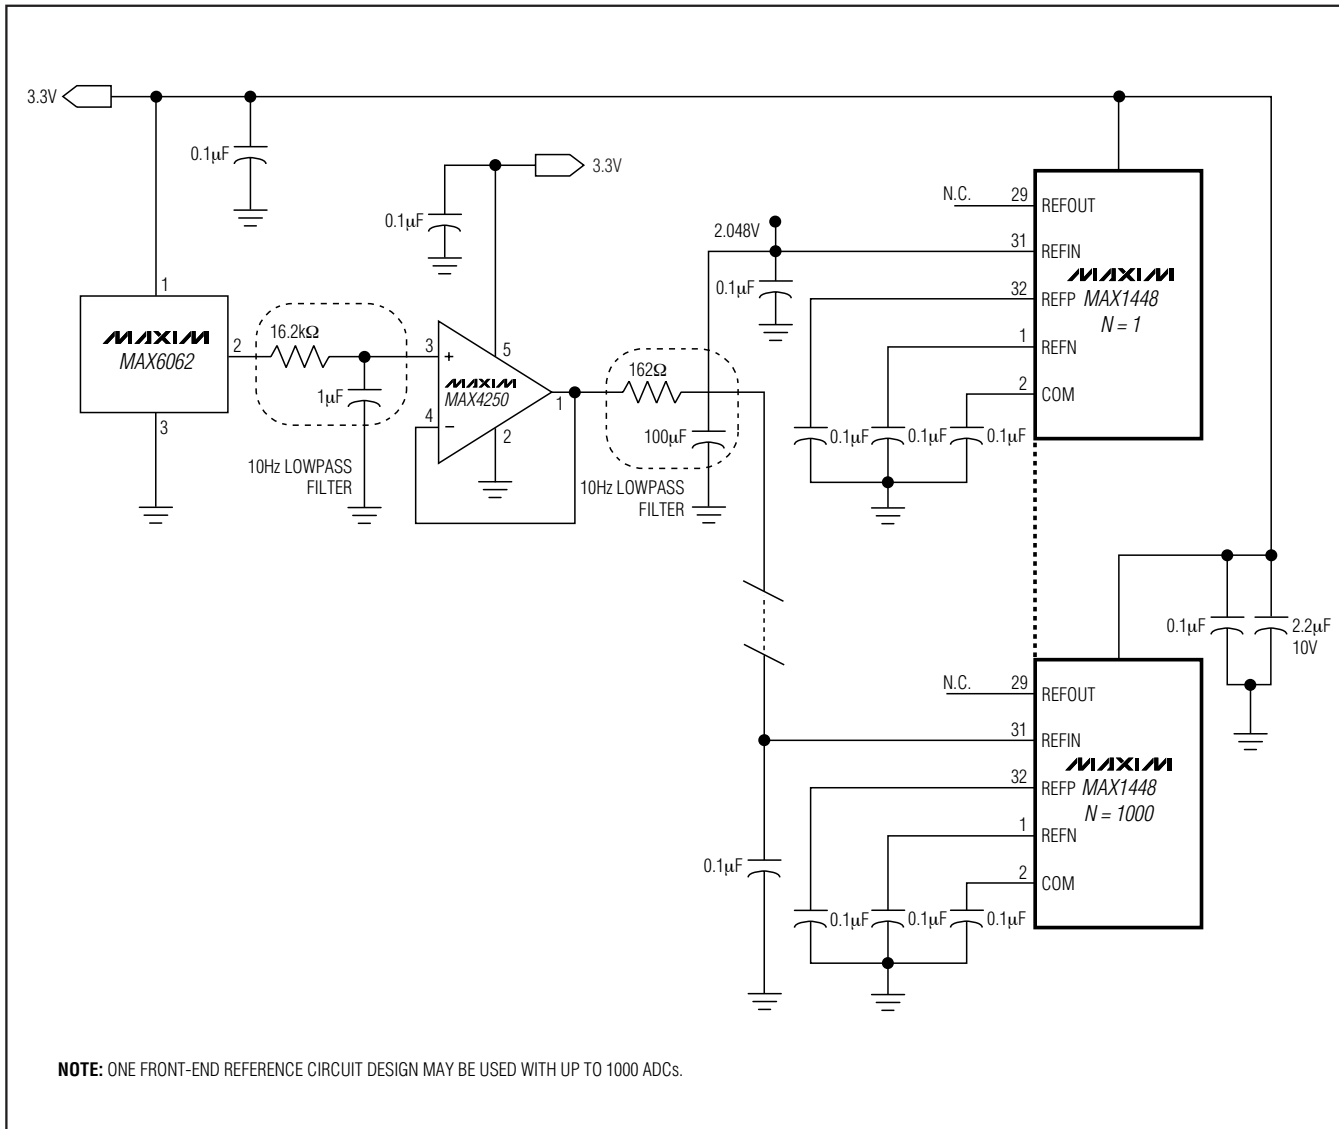 3.3V
0.1µF
0.1µF
3.3V
1
MAXIM
MAX6062
2
3
16.2kΩ
1µF
10Hz LOWPASS
FILTER
3
+
4
–
5
MAXIM
MAX4250
1
2
162Ω
100µF
10Hz LOWPASS
FILTER
2.048V
0.1µF
N.C.
29
REFOUT
31
REFIN
32
REFP
1
REFN
2
COM
MAXIM
MAX1448
N = 1
0.1µF
0.1µF
0.1µF
0.1µF
2.2µF
10V
N.C.
29
REFOUT
31
REFIN
32
REFP
1
REFN
2
COM
MAXIM
MAX1448
N = 1000
0.1µF
0.1µF
0.1µF
0.1µF
NOTE: ONE FRONT-END REFERENCE CIRCUIT DESIGN MAY BE USED WITH UP TO 1000 ADCs.